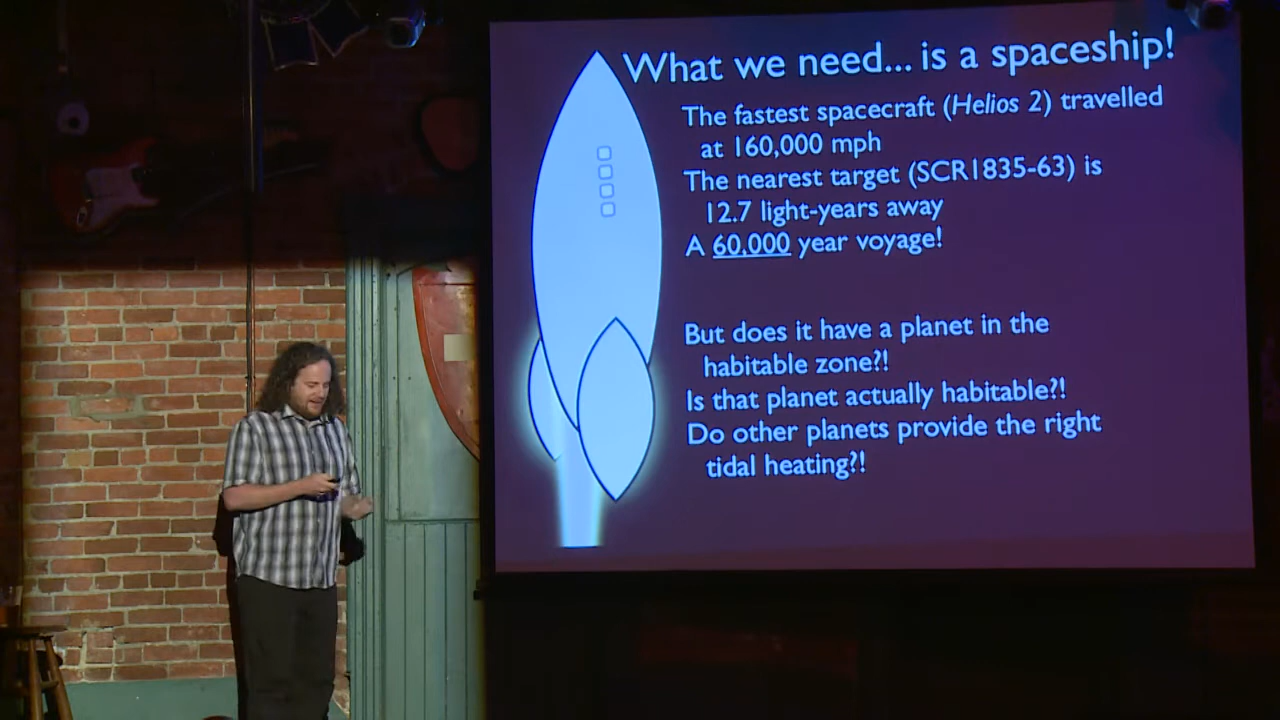 What we need... is a spaceship!
The fastest spacecraft (Helios 2) travelled
at 160,000 mph
The nearest target (SCR1835-63) is
12.7 light-years away
A 60,000 year voyage!
But does it have a planet in the
habitable zone?!
Is that planet actually habitable?!
Do other planets provide the right
tidal heating?!